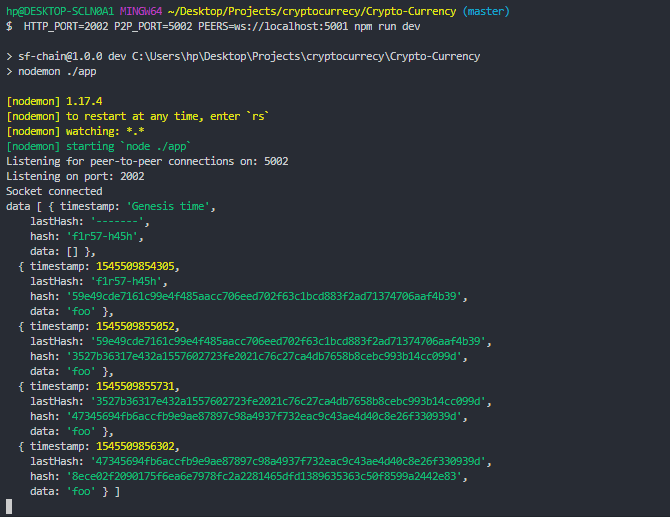 hp@DESKTOP-SCLN0A1 MINGW64 ~/Desktop/Projects/cryptocurrecy/Crypto-Currency (master)
$  HTTP_PORT=2002 P2P_PORT=5002 PEERS=ws://localhost:5001 npm run dev
> sf-chain@1.0.0 dev C:\Users\hp\Desktop\Projects\cryptocurrecy\Crypto-Currency
> nodemon ./app
[nodemon] 1.17.4
[nodemon] to restart at any time, enter `rs`
[nodemon] watching: *.*
[nodemon] starting `node ./app`
Listening for peer-to-peer connections on: 5002
Listening on port: 2002
Socket connected
data [ { timestamp: 'Genesis time',
    lastHash: '-------',
    hash: 'f1r57-h45h',
    data: [] },
  { timestamp: 1545509854305,
    lastHash: 'f1r57-h45h',
    hash: '59e49cde7161c99e4f485aacc706eed702f63c1bcd883f2ad71374706aaf4b39',
    data: 'foo' },
  { timestamp: 1545509855052,
    lastHash: '59e49cde7161c99e4f485aacc706eed702f63c1bcd883f2ad71374706aaf4b39',
    hash: '3527b36317e432a1557602723fe2021c76c27ca4db7658b8cebc993b14cc099d',
    data: 'foo' },
  { timestamp: 1545509855731,
    lastHash: '3527b36317e432a1557602723fe2021c76c27ca4db7658b8cebc993b14cc099d',
    hash: '47345694fb6accfb9e9ae87897c98a4937f732eac9c43ae4d40c8e26f330939d',
    data: 'foo' },
  { timestamp: 1545509856302,
    lastHash: '47345694fb6accfb9e9ae87897c98a4937f732eac9c43ae4d40c8e26f330939d',
    hash: '8ece02f2090175f6ea6e7978fc2a2281465dfd1389635363c50f8599a2442e83',
    data: 'foo' } ]